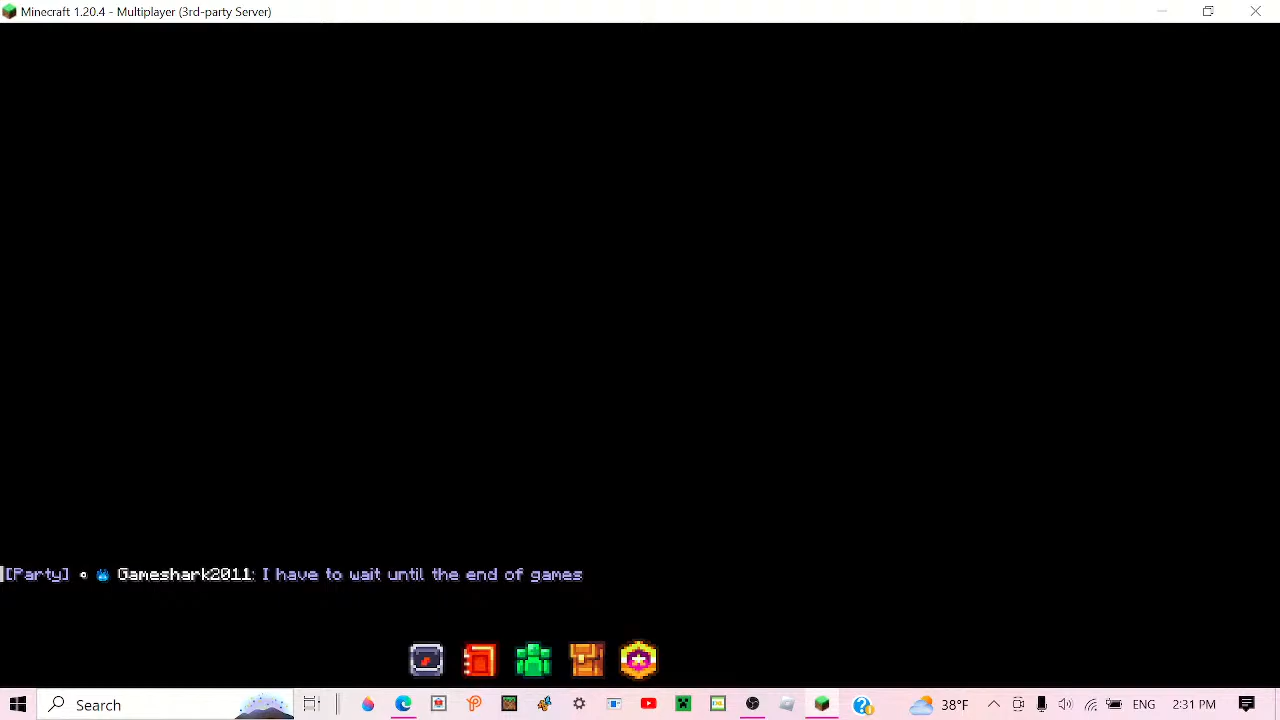 Minecraft 1.20.4 - Multiplayer (3rd-party Server)
[Party] Gameshark2011: I have to wait until the end of games
Search
38°F
ENG
2:31 PM